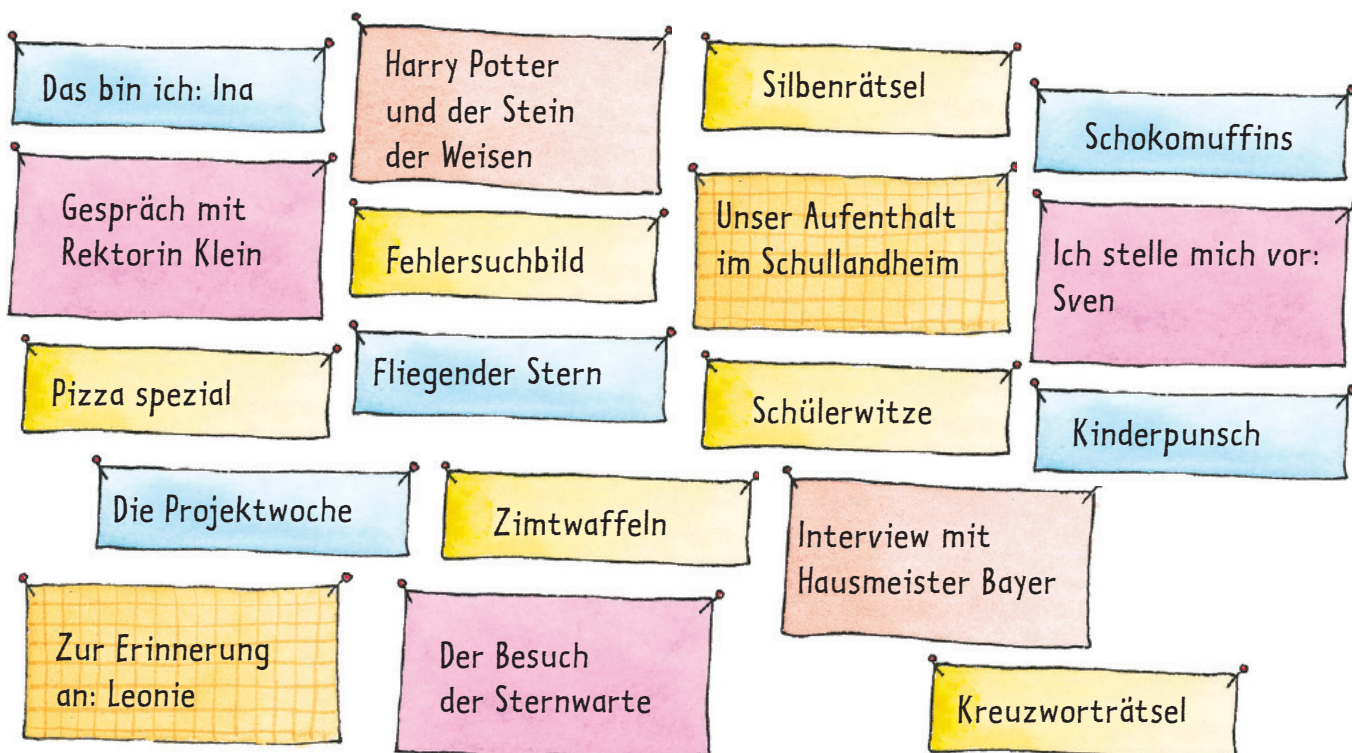 Das bin ich: Ina
Harry Potter
und der Stein
der Weisen
Silbenrätsel
Schokomuffins
Gespräch mit
Rektorin Klein
Fehlersuchbild
Unser Aufenthalt
im Schullandheim
Ich stelle mich vor:
Sven
Pizza spezial
Fliegender Stern
Schülerwitze
Kinderpunsch
Die Projektwoche
Zimtwaffeln
Interview mit
Hausmeister Bayer
Zur Erinnerung
an: Leonie
Der Besuch
der Sternwarte
Kreuzworträtsel